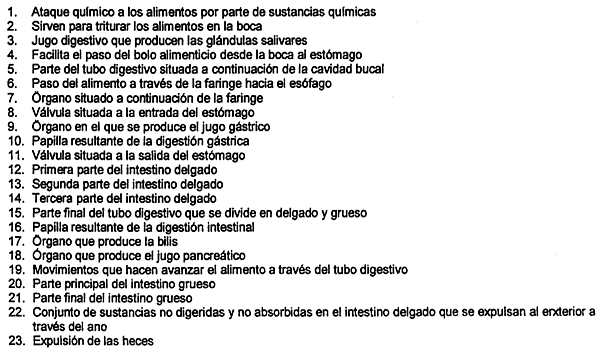 1. Ataque químico a los alimentos por parte de sustancias químicas
2. Sirven para triturar los alimentos en la boca
3. Jugo digestivo que producen las glándulas salivares
4. Facilita el paso del bolo alimenticio desde la boca al estómago
5. Parte del tubo digestivo situada a continuación de la cavidad bucal
6. Paso del alimento a través de la faringe hacia el esófago
7. Órgano situado a continuación de la faringe
8. Válvula situada a la entrada del estómago
9. Órgano en el que se produce el jugo gástrico
10. Papilla resultante de la digestión gástrica
11. Válvula situada a la salida del estómago
12. Primera parte del intestino delgado
13. Segunda parte del intestino delgado
14. Tercera parte del intestino delgado
15. Parte final del tubo digestivo que se divide en delgado y grueso
16. Papilla resultante de la digestión intestinal
17. Órgano que produce la bilis
18. Órgano que produce el jugo pancreático
19. Movimientos que hacen avanzar el alimento a través del tubo digestivo
20. Parte principal del intestino grueso
21. Parte final del intestino grueso
22. Conjunto de sustancias no digeridas y no absorbidas en el intestino delgado que se expulsan al enxterior a
través del ano
23. Expulsión de las heces